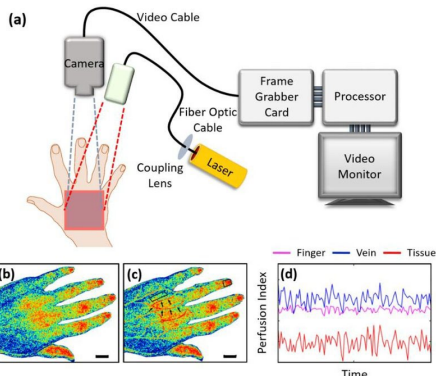 (a)
Video Cable
Camera
Fiber Optic
Cable
Coupling
Lens
Laser
Frame
Grabber
Card
Processor
Video
Monitor
(b)
(c)
(d)
Finger Vein Tissue
Perfusion Index
Time